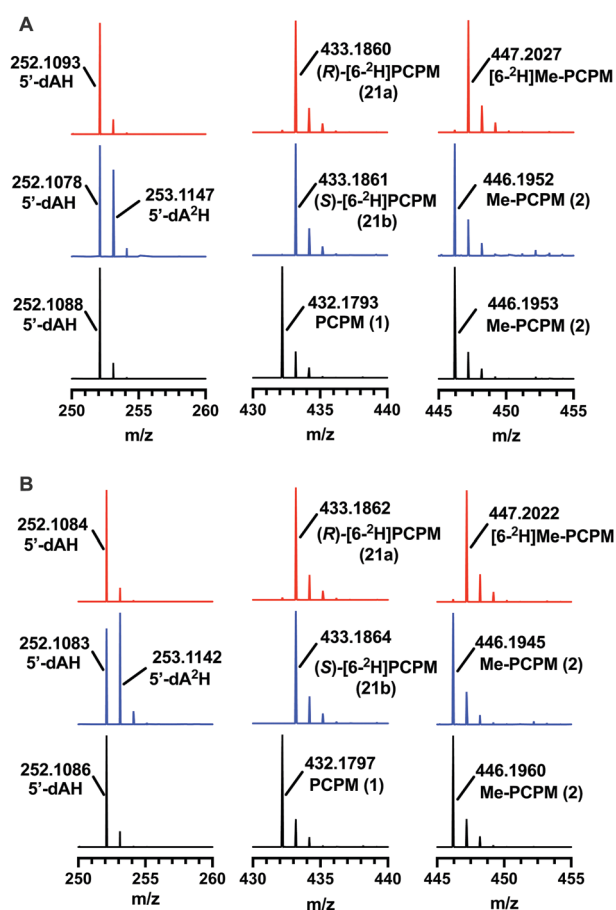 A
252.1093
5'-dAH
433.1860
(R)-[6-²H]PCPM
(21a)
447.2027
[6-²H]Me-PCPM
252.1078
5'-dAH
253.1147
5'-dA²H
433.1861
(S)-[6-²H]PCPM
(21b)
446.1952
Me-PCPM (2)
252.1088
5'-dAH
432.1793
PCPM (1)
446.1953
Me-PCPM (2)
250 255 260
m/z
430 435 440
m/z
445 450 455
m/z
B
252.1084
5'-dAH
433.1862
(R)-[6-²H]PCPM
(21a)
447.2022
[6-²H]Me-PCPM
252.1083
5'-dAH
253.1142
5'-dA²H
433.1864
(S)-[6-²H]PCPM
(21b)
446.1945
Me-PCPM (2)
252.1086
5'-dAH
432.1797
PCPM (1)
446.1960
Me-PCPM (2)
250 255 260
m/z
430 435 440
m/z
445 450 455
m/z